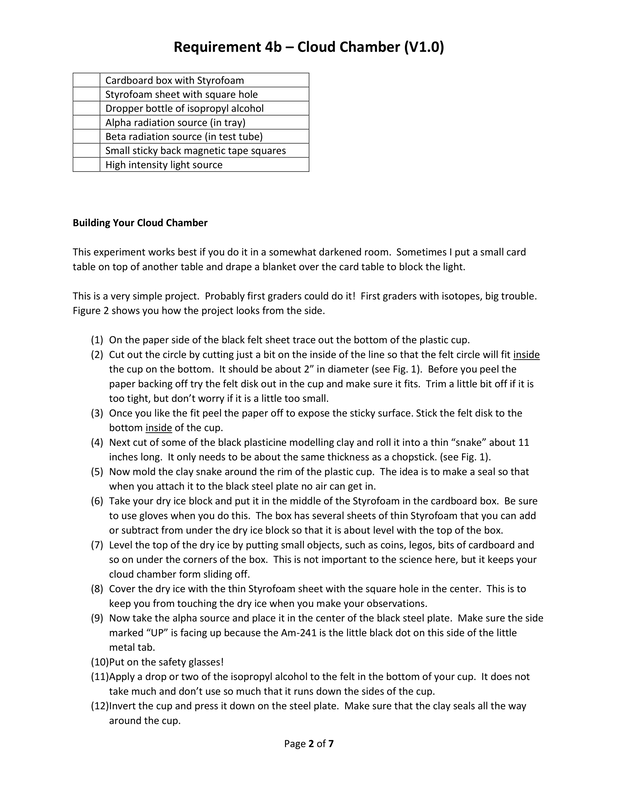 Requirement 4b – Cloud Chamber (V1.0)
Cardboard box with Styrofoam
Styrofoam sheet with square hole
Dropper bottle of isopropyl alcohol
Alpha radiation source (in tray)
Beta radiation source (in test tube)
Small sticky back magnetic tape squares
High intensity light source
Building Your Cloud Chamber
This experiment works best if you do it in a somewhat darkened room.  Sometimes I put a small card
table on top of another table and drape a blanket over the card table to block the light.
This is a very simple project.  Probably first graders could do it!  First graders with isotopes, big trouble.
Figure 2 shows you how the project looks from the side.
(1) On the paper side of the black felt sheet trace out the bottom of the plastic cup.
(2) Cut out the circle by cutting just a bit on the inside of the line so that the felt circle will fit inside
the cup on the bottom.  It should be about 2” in diameter (see Fig. 1).  Before you peel the
paper backing off try the felt disk out in the cup and make sure it fits.  Trim a little bit off if it is
too tight, but don’t worry if it is a little too small.
(3) Once you like the fit peel the paper off to expose the sticky surface. Stick the felt disk to the
bottom inside of the cup.
(4) Next cut of some of the black plasticine modelling clay and roll it into a thin “snake” about 11
inches long.  It only needs to be about the same thickness as a chopstick. (see Fig. 1).
(5) Now mold the clay snake around the rim of the plastic cup.  The idea is to make a seal so that
when you attach it to the black steel plate no air can get in.
(6) Take your dry ice block and put it in the middle of the Styrofoam in the cardboard box.  Be sure
to use gloves when you do this.  The box has several sheets of thin Styrofoam that you can add
or subtract from under the dry ice block so that it is about level with the top of the box.
(7) Level the top of the dry ice by putting small objects, such as coins, legos, bits of cardboard and
so on under the corners of the box.  This is not important to the science here, but it keeps your
cloud chamber form sliding off.
(8) Cover the dry ice with the thin Styrofoam sheet with the square hole in the center.  This is to
keep you from touching the dry ice when you make your observations.
(9) Now take the alpha source and place it in the center of the black steel plate.  Make sure the side
marked “UP” is facing up because the Am-241 is the little black dot on this side of the little
metal tab.
(10)Put on the safety glasses!
(11)Apply a drop or two of the isopropyl alcohol to the felt in the bottom of your cup.  It does not
take much and don’t use so much that it runs down the sides of the cup.
(12)Invert the cup and press it down on the steel plate.  Make sure that the clay seals all the way
around the cup.
Page 2 of 7